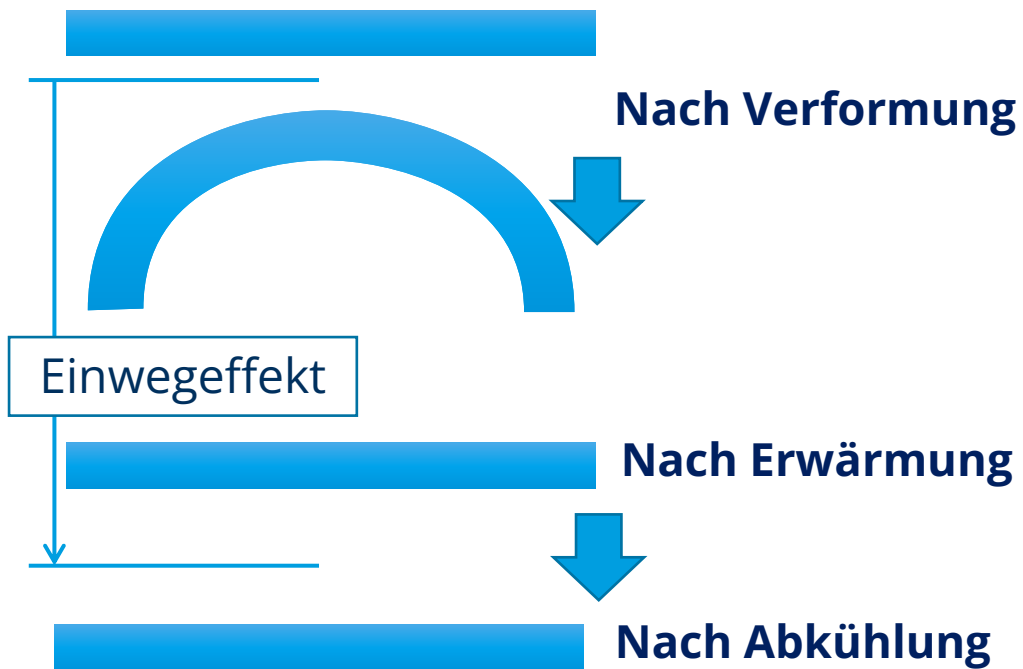 Nach Verformung
Einwegeffekt
Nach Erwärmung
Nach Abkühlung